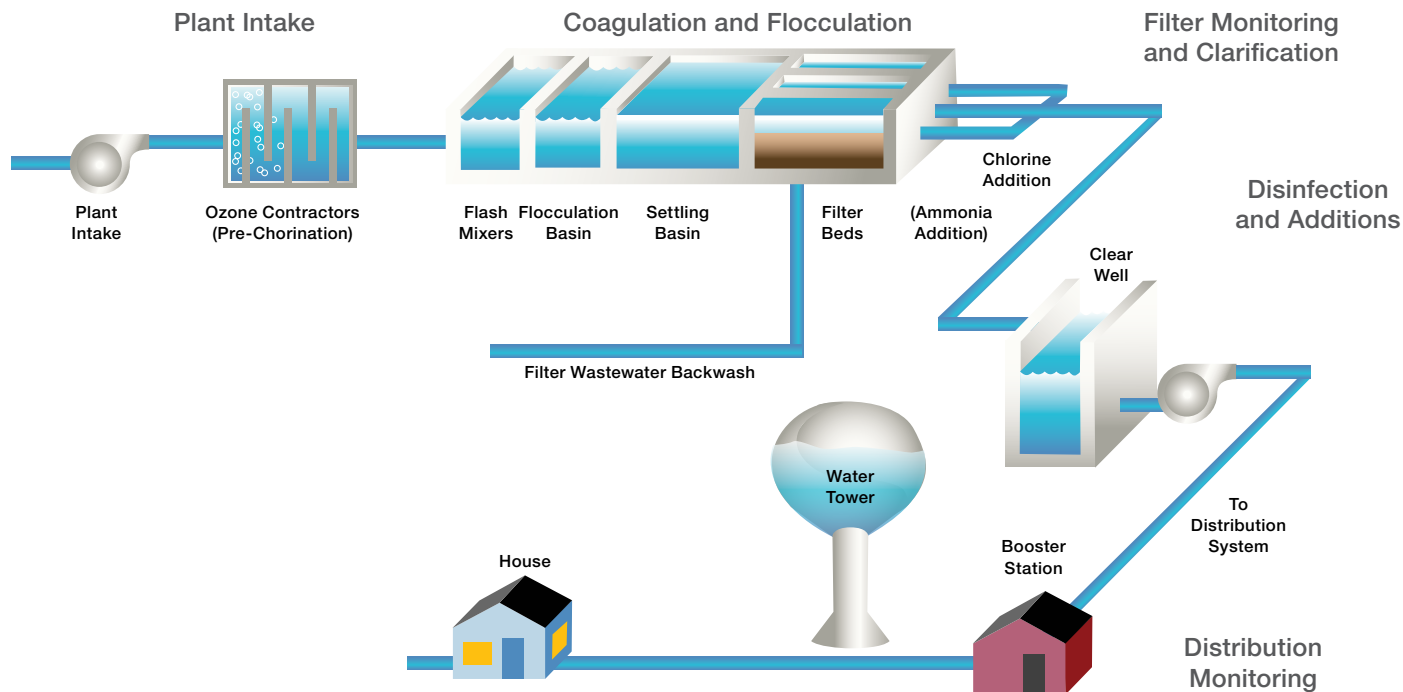 Plant Intake
Coagulation and Flocculation
Filter Monitoring
and Clarification
Plant
Intake
Ozone Contractors
(Pre-Chorination)
Flash
Mixers
Flocculation
Basin
Settling
Basin
Filter
Beds
(Ammonia
Addition)
Chlorine
Addition
Disinfection
and Additions
Clear
Well
Filter Wastewater Backwash
Water
Tower
To
Distribution
System
House
Booster
Station
Distribution
Monitoring